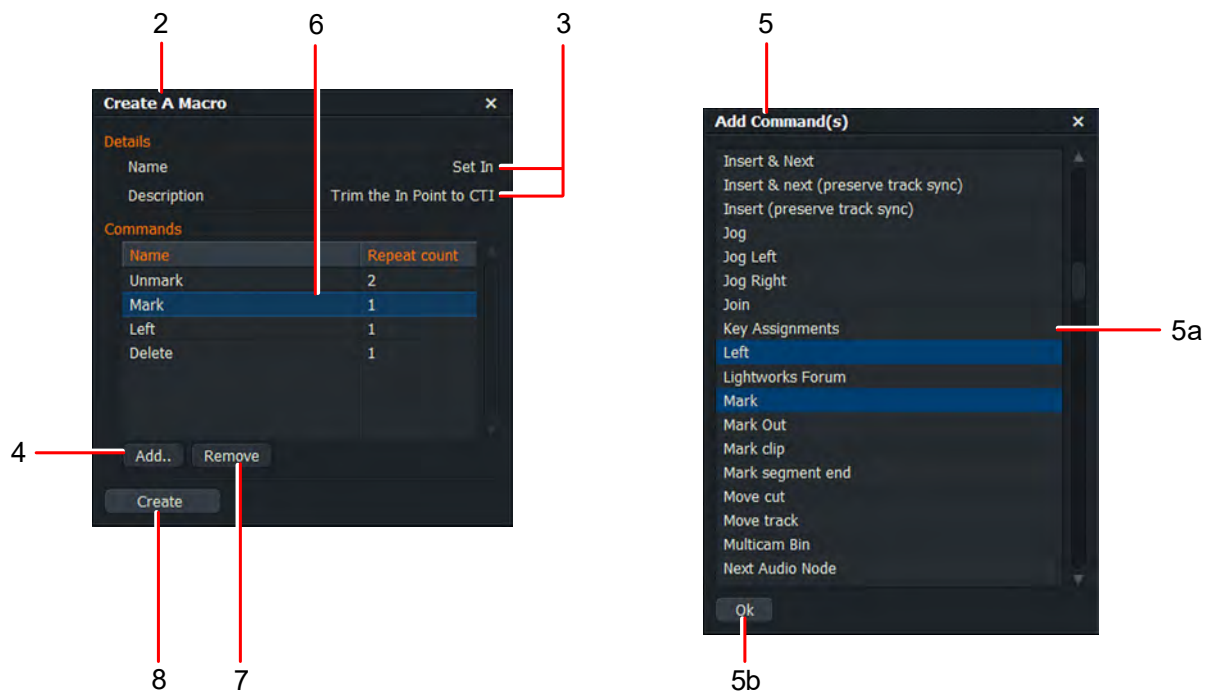 2
6
3
5
Create A Macro
×
Details
Name Set In
Description Trim the In Point to CTI
Commands
Name Repeat count
Unmark 2
Mark 1
Left 1
Delete 1
4
Add.. Remove
Create
8
7
Add Command(s)
×
Insert & Next
Insert & next (preserve track sync)
Insert (preserve track sync)
Jog
Jog Left
Jog Right
Join
Key Assignments
5a
Left
Lightworks Forum
Mark
Mark Out
Mark clip
Mark segment end
Move cut
Move track
Multicam Bin
Next Audio Node
Ok
5b